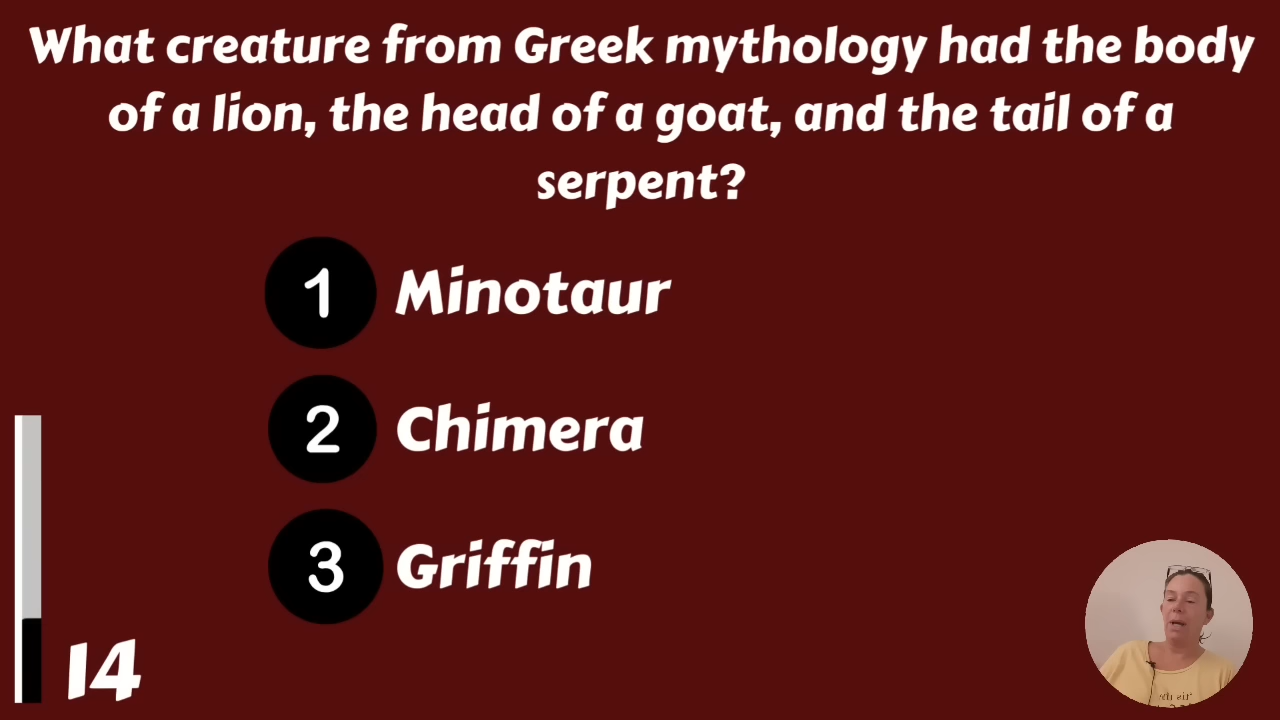 What creature from Greek mythology had the body
of a lion, the head of a goat, and the tail of a
serpent?
1 Minotaur
2 Chimera
3 Griffin
14